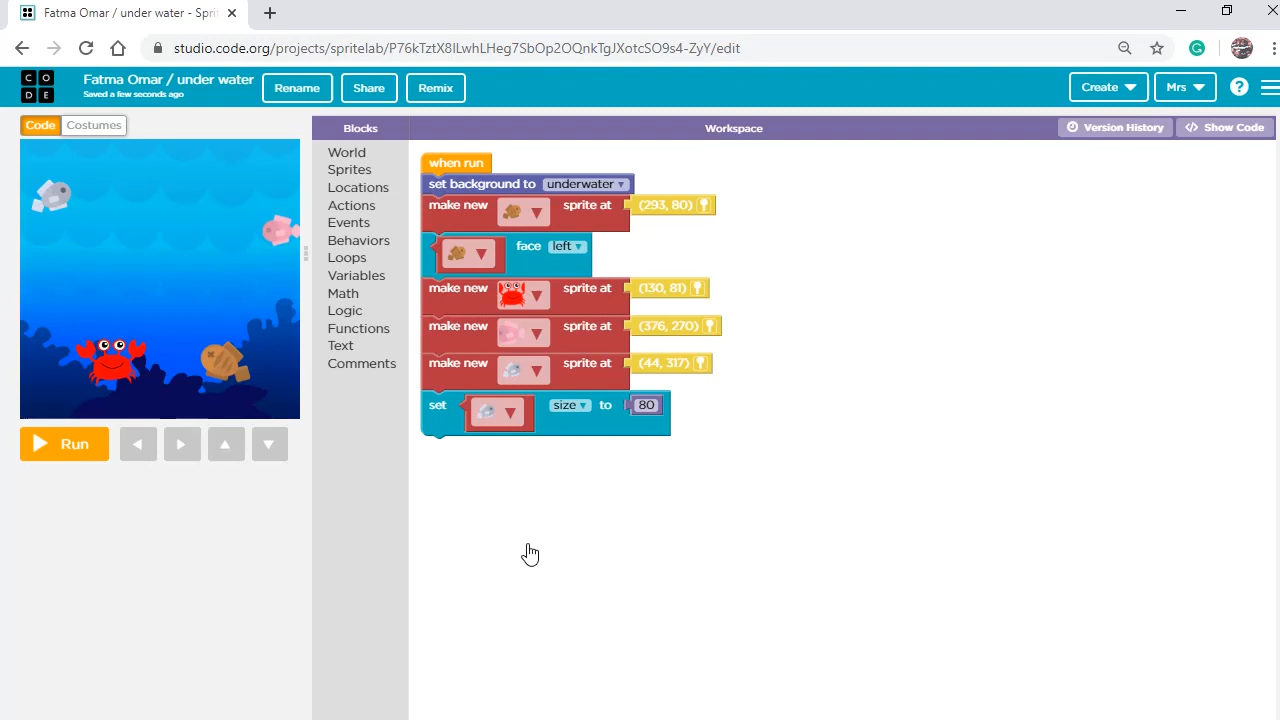 Fatma Omar / under water - Spri
studio.code.org/projects/spritelab/P76kTztX8ILwhLHeg7SbDp2OQnkTgJXotcSO9s4-ZyY/edit
CODE
Fatma Omar / under water
Saved a few seconds ago
Rename
Share
Remix
Create
Mrs
?
Code
Costumes
Blocks
Workspace
Version History
Show Code
World
Sprites
Locations
Actions
Events
Behaviors
Loops
Variables
Math
Logic
Functions
Text
Comments
when run
set background to underwater
make new sprite at (293, 80)
face left
make new sprite at (130, 81)
make new sprite at (376, 270)
make new sprite at (44, 317)
set size to 80
Run